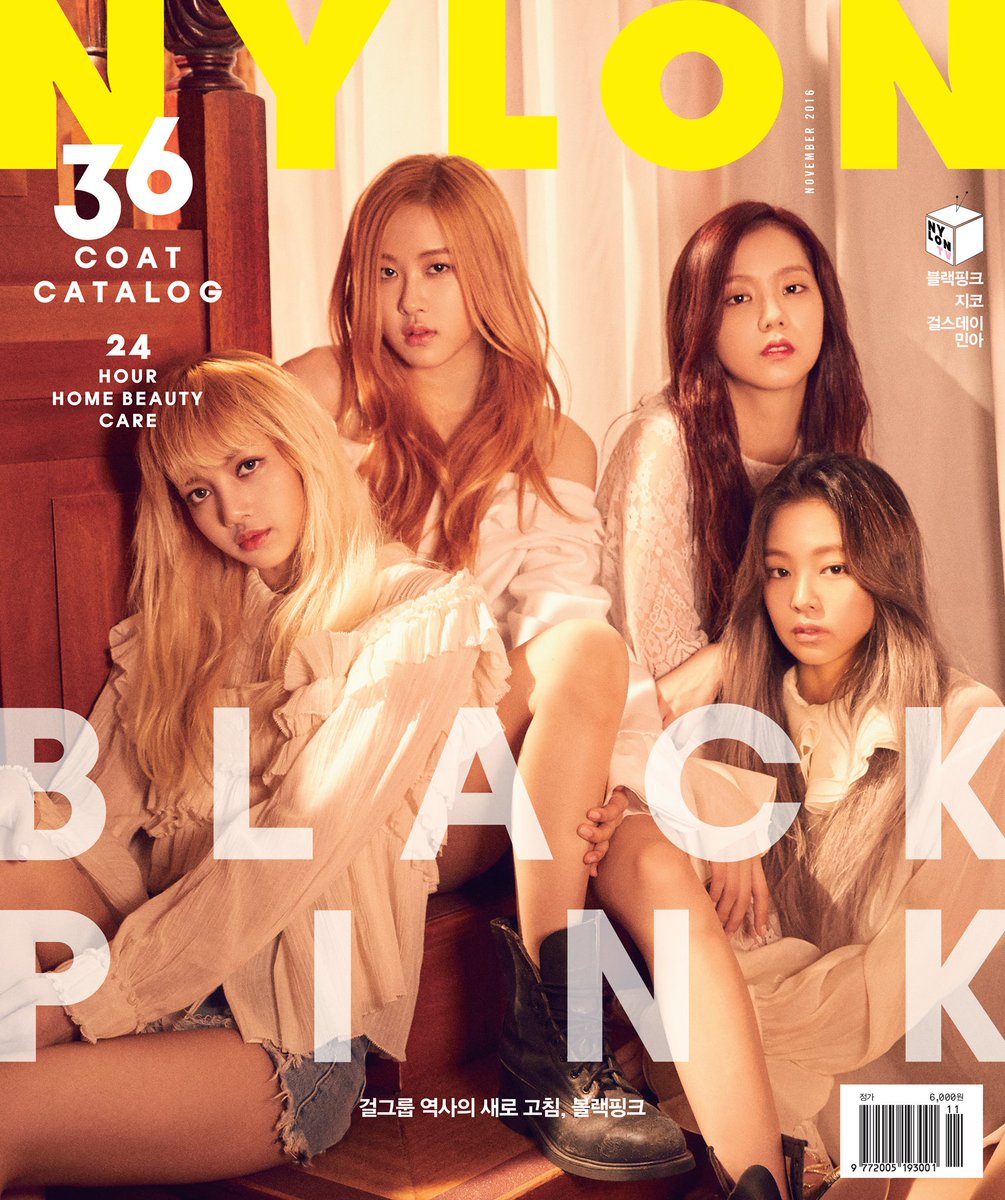 NYLON
NOVEMBER 2016
36
COAT
CATALOG
24
HOUR
HOME BEAUTY
CARE
NYLON
TV
블랙핑크
지코
걸스데이
민아
BLACK
PINK
걸그룹 역사의 새로 고침, 블랙핑크
정가 6,000원
11
9 772005 193001